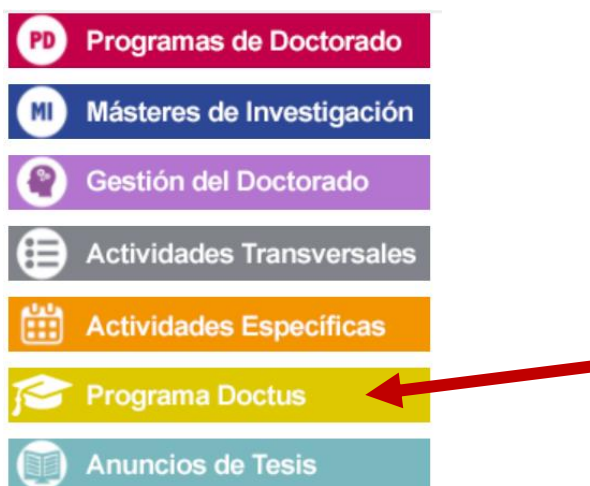 PD Programas de Doctorado
MI Másteres de Investigación
Gestión del Doctorado
Actividades Transversales
Actividades Específicas
Programa Doctus
Anuncios de Tesis